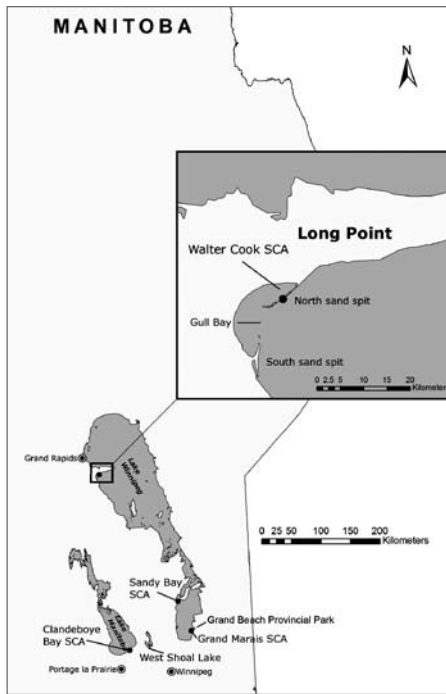 MANITOBA
N
Long Point
Walter Cook SCA
North sand spit
Gull Bay
South sand spit
0 2.5 5 10 15 20
Kilometers
Grand Rapids
Lake
Winnipeg
0 25 50 100 150 200
Kilometers
Sandy Bay
SCA
Lake
Manitoba
Grand Beach Provincial Park
Clandeboye
Bay SCA
Grand Marais SCA
West Shoal Lake
Portage la Prairie
Winnipeg